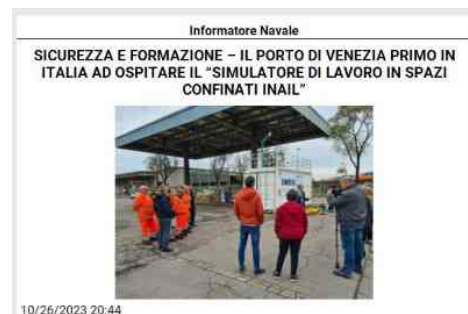 Informatore Navale
SICUREZZA E FORMAZIONE – IL PORTO DI VENEZIA PRIMO IN
ITALIA AD OSPITARE IL “SIMULATORE DI LAVORO IN SPAZI
CONFINATI INAIL”
10/26/2023 20:44